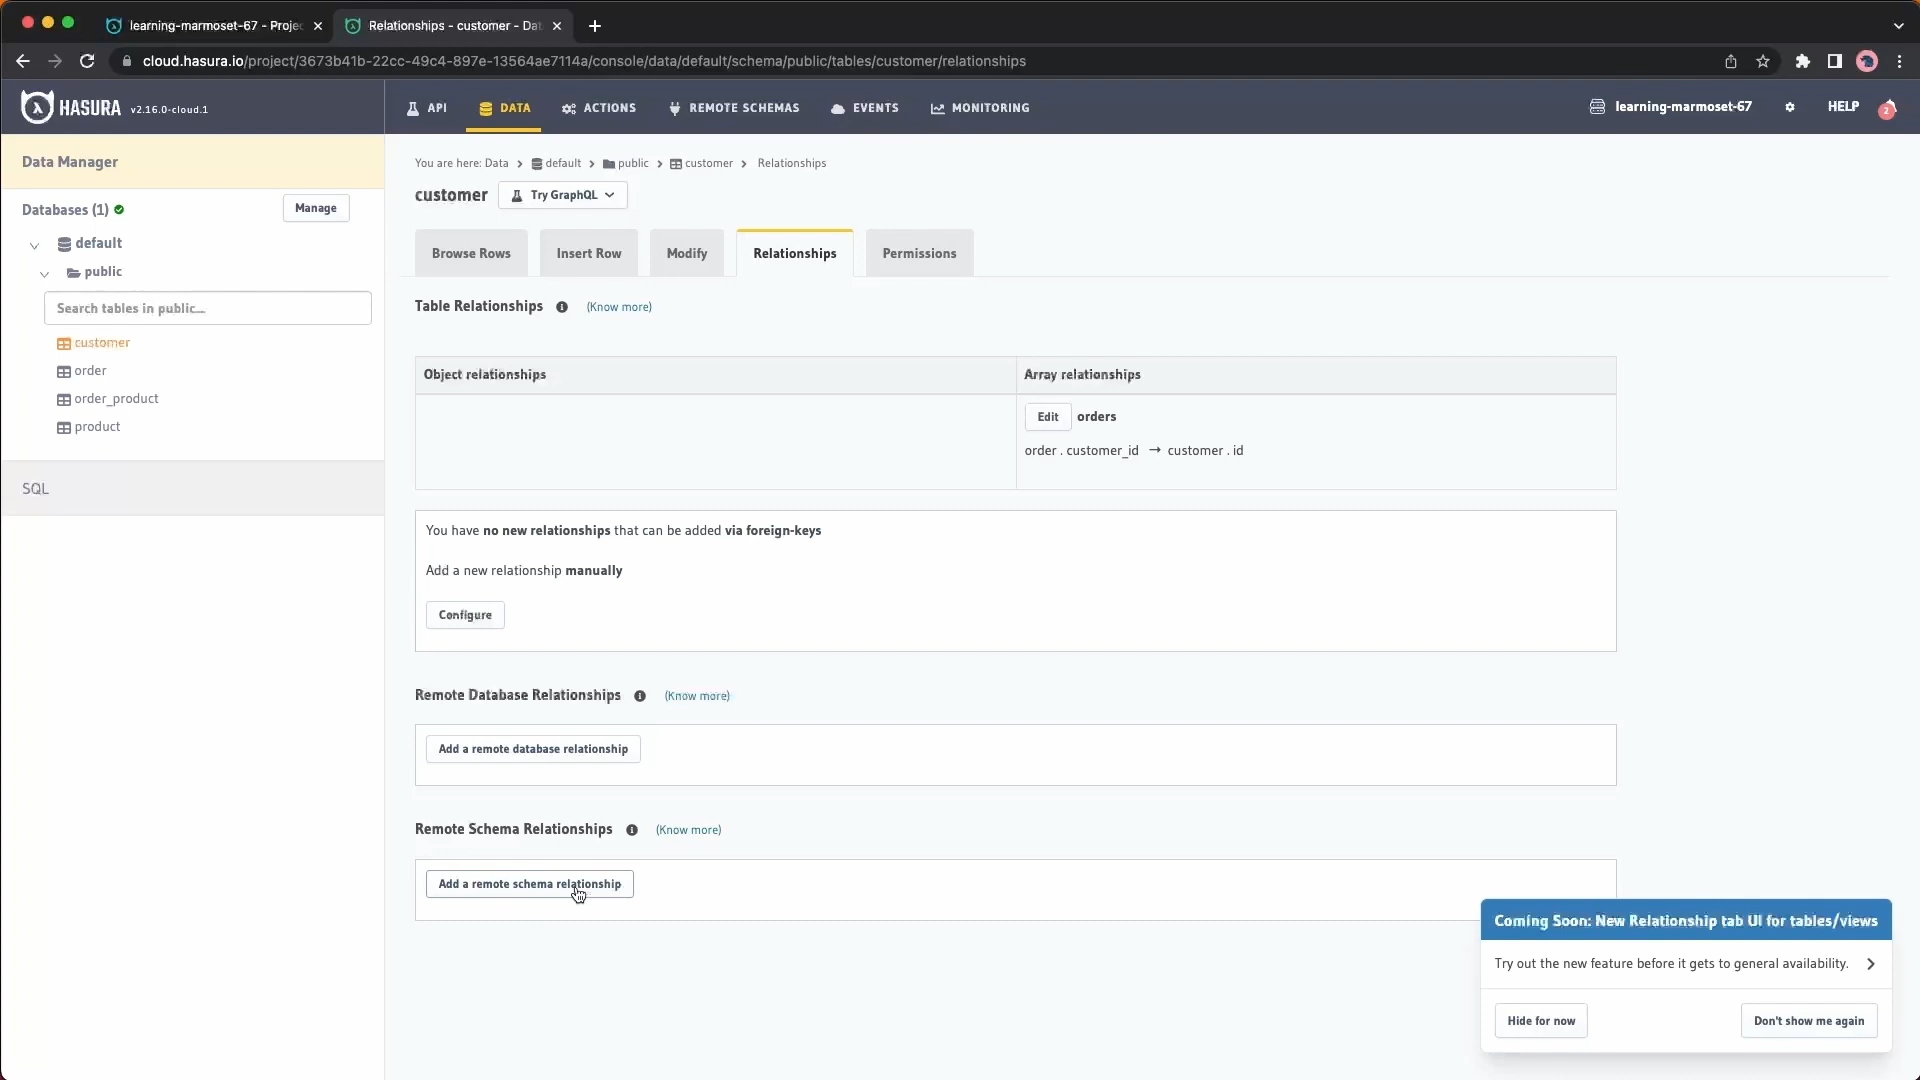 learning-marmoset-67 - Projec
Relationships - customer - Dat
cloud.hasura.io/project/3673b41b-22cc-49c4-897e-13564ae7114a/console/data/default/schema/public/tables/customer/relationships
HASURA v2.16.0-cloud.1
API
DATA
ACTIONS
REMOTE SCHEMAS
EVENTS
MONITORING
learning-marmoset-67
HELP
2
Data Manager
Databases (1)
Manage
default
public
Search tables in public...
customer
order
order_product
product
SQL
You are here: Data > default > public > customer > Relationships
customer
Try GraphQL
Browse Rows
Insert Row
Modify
Relationships
Permissions
Table Relationships (Know more)
Object relationships
Array relationships
Edit orders
order . customer_id → customer . id
You have no new relationships that can be added via foreign-keys
Add a new relationship manually
Configure
Remote Database Relationships (Know more)
Add a remote database relationship
Remote Schema Relationships (Know more)
Add a remote schema relationship
Coming Soon: New Relationship tab UI for tables/views
Try out the new feature before it gets to general availability.
Hide for now
Don't show me again